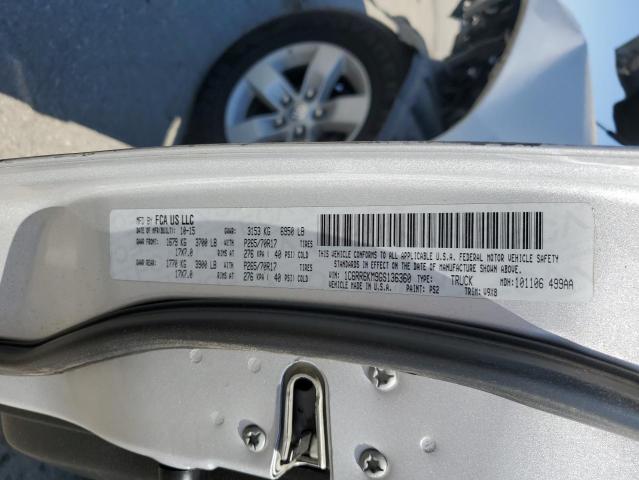 MFD BY FCA US LLC
DATE OF MFR(BUILT): 10-15 GVWR: 3153 KG 6950 LB
GAWR FRONT: 1679 KG 3700 LB WITH P265/70R17 TIRES
17X7.0 RIMS AT 276 KPA( 40 PSI) COLD
GAWR REAR: 1770 KG 3900 LB WITH P265/70R17 TIRES
17X7.0 RIMS AT 276 KPA( 40 PSI) COLD
THIS VEHICLE CONFORMS TO ALL APPLICABLE U.S.A. FEDERAL MOTOR VEHICLE SAFETY
STANDARDS IN EFFECT ON THE DATE OF MANUFACTURE SHOWN ABOVE.
VIN: 1C6RR6KM9GS136360 TYPE: TRUCK MDH:101106 499AA
VEHICLE MADE IN U.S.A. PAINT: PS2 TRIM: V9X8